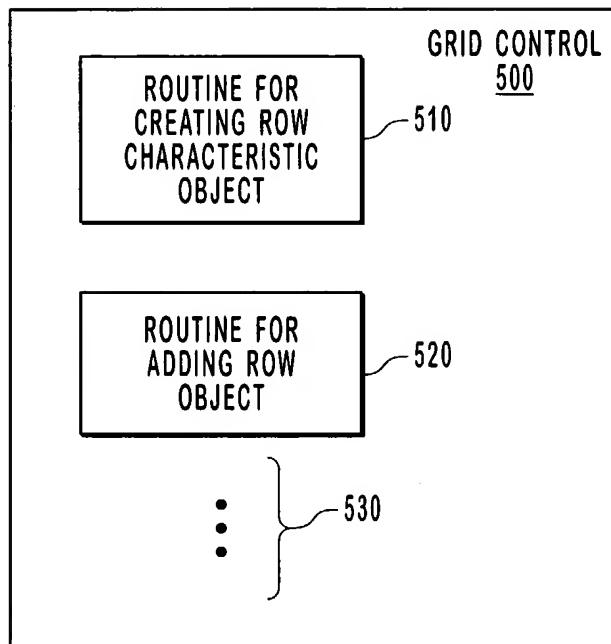 GRID CONTROL
500
ROUTINE FOR
CREATING ROW
CHARACTERISTIC
OBJECT
510
ROUTINE FOR
ADDING ROW
OBJECT
520
530